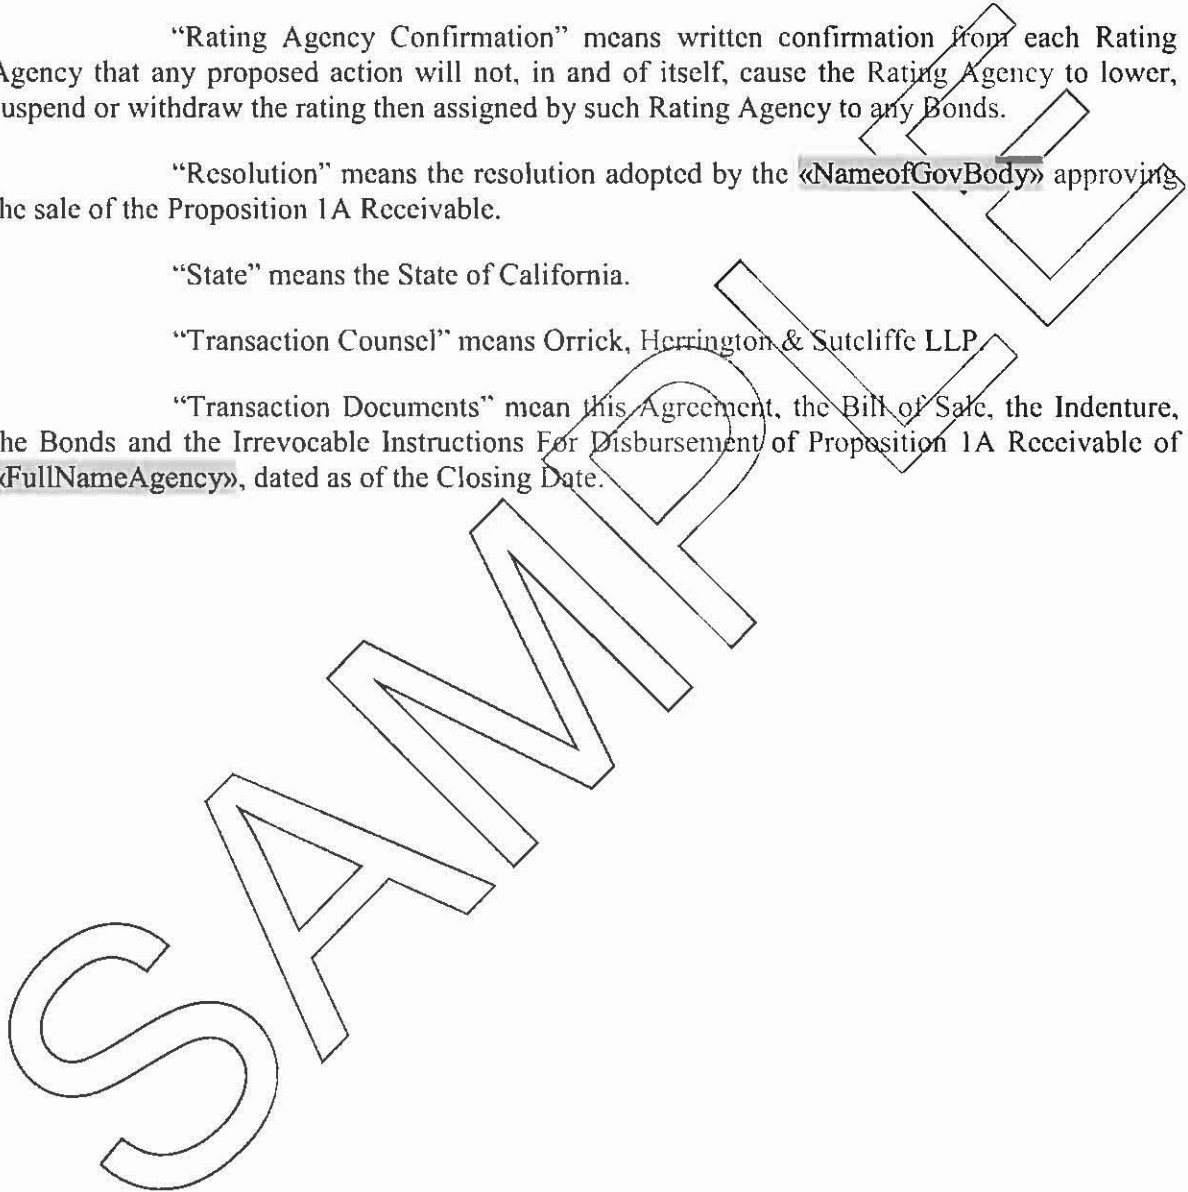 “Rating Agency Confirmation” means written confirmation from each Rating
Agency that any proposed action will not, in and of itself, cause the Rating Agency to lower,
suspend or withdraw the rating then assigned by such Rating Agency to any Bonds.
“Resolution” means the resolution adopted by the «NameofGovBody» approving
the sale of the Proposition 1A Receivable.
“State” means the State of California.
“Transaction Counsel” means Orrick, Herrington & Sutcliffe LLP.
“Transaction Documents” mean this Agreement, the Bill of Sale, the Indenture,
the Bonds and the Irrevocable Instructions For Disbursement of Proposition 1A Receivable of
«FullNameAgency», dated as of the Closing Date.
SAMPLE